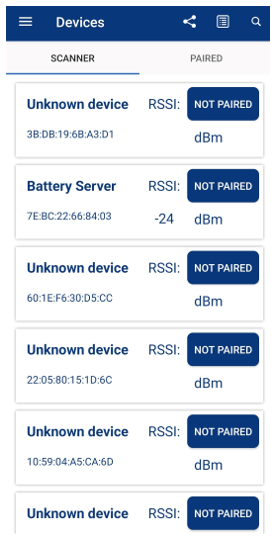 Devices
SCANNER PAIRED
Unknown device RSSI: NOT PAIRED
3B:DB:19:6B:A3:D1 dBm
Battery Server RSSI: NOT PAIRED
7E:BC:22:66:84:03 -24 dBm
Unknown device RSSI: NOT PAIRED
60:1E:F6:30:D5:CC dBm
Unknown device RSSI: NOT PAIRED
22:05:80:15:1D:6C dBm
Unknown device RSSI: NOT PAIRED
10:59:04:A5:CA:6D dBm
Unknown device RSSI: NOT PAIRED